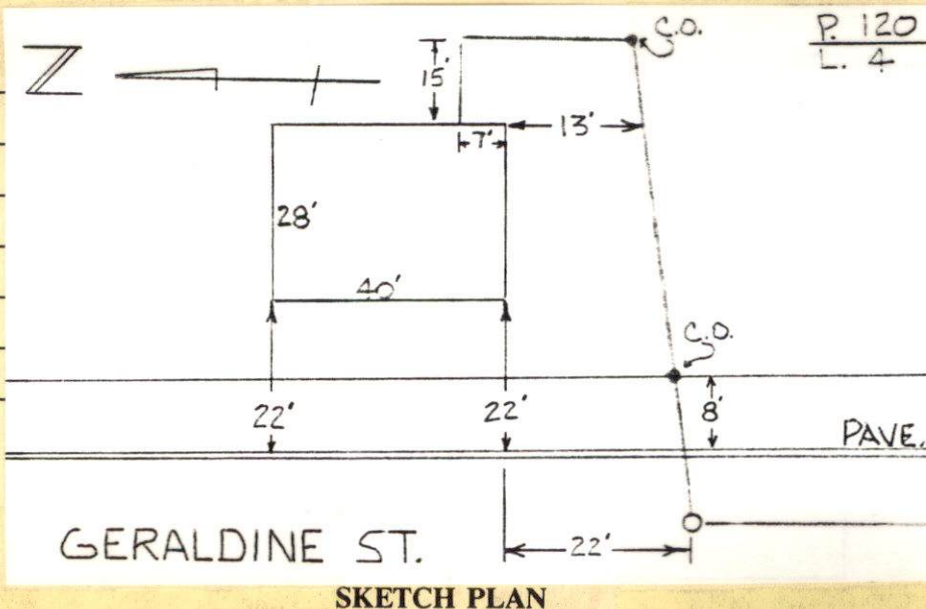 N
C.O.
P. 120
L. 4
15'
13'
7'
28'
40'
C.O.
22'
22'
8'
PAVE.
GERALDINE ST.
22'
SKETCH PLAN